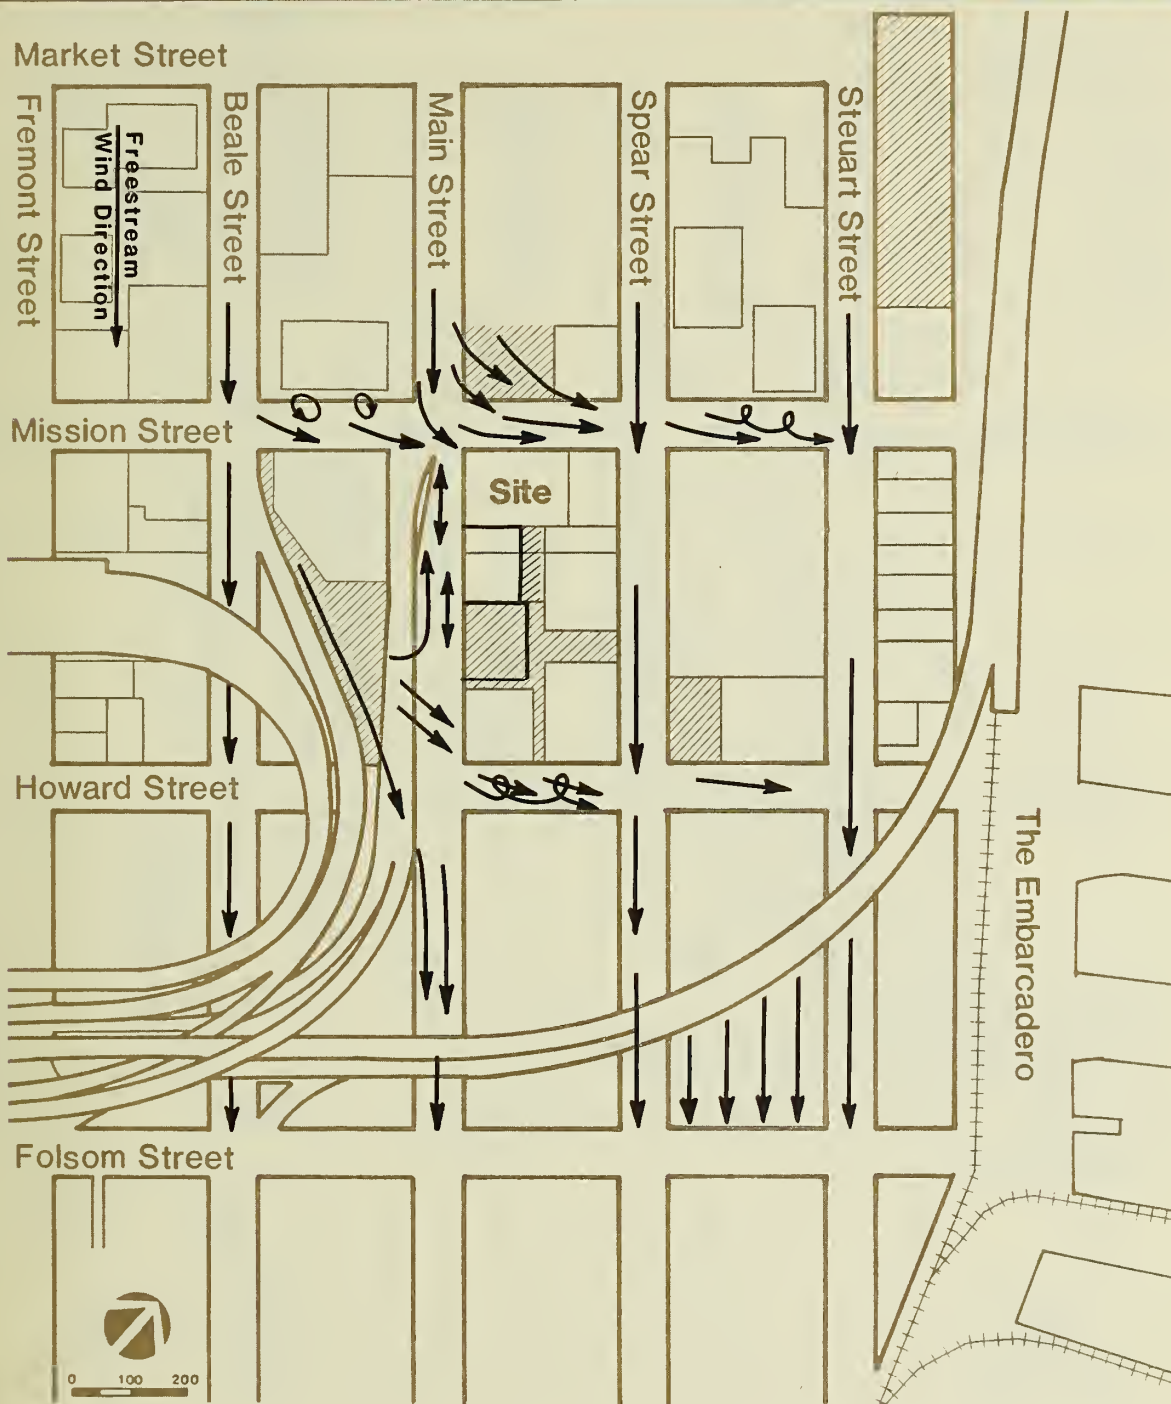 Market Street
Fremont Street
Freestream
Wind Direction
Beale Street
Main Street
Spear Street
Steuart Street
Mission Street
Site
Howard Street
The Embarcadero
Folsom Street
0 100 200